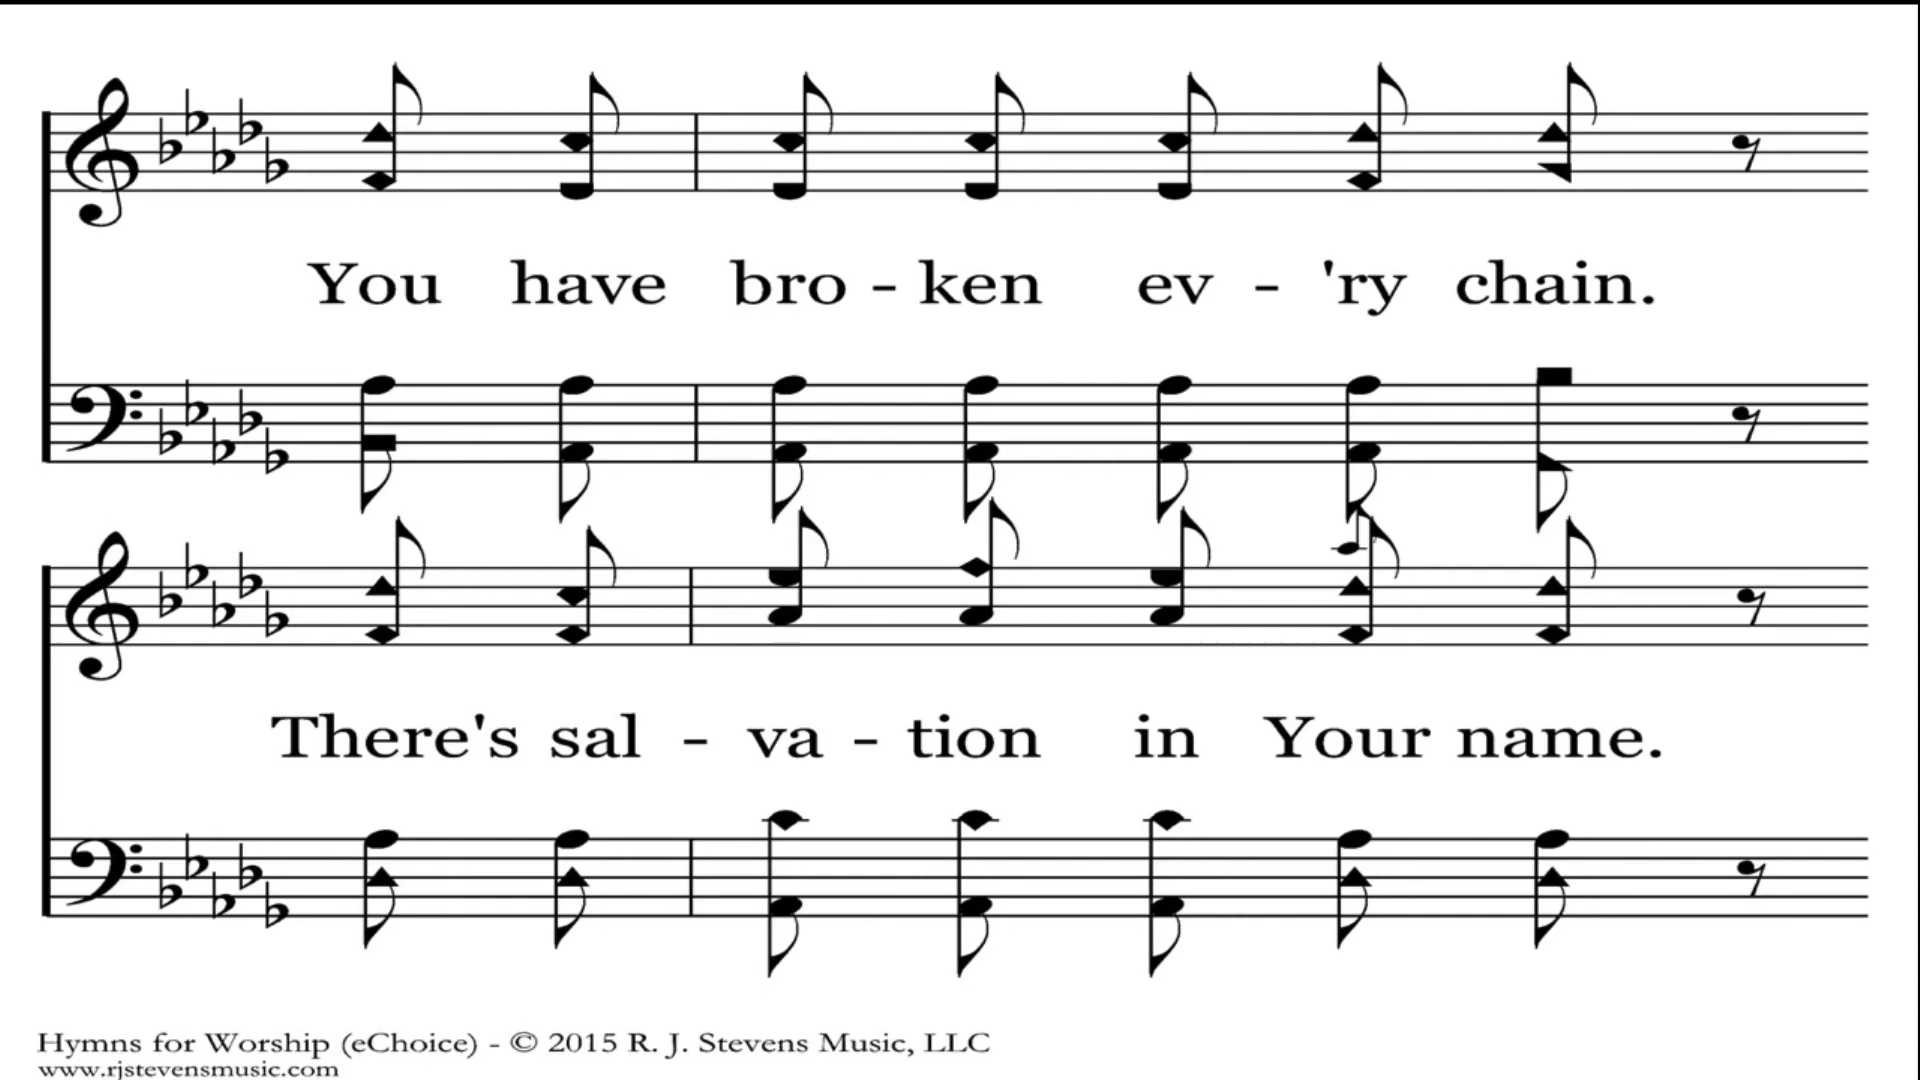 You have bro - ken ev - 'ry chain.
There's sal - va - tion in Your name.
Hymns for Worship (eChoice) - © 2015 R. J. Stevens Music, LLC
www.rjstevensmusic.com